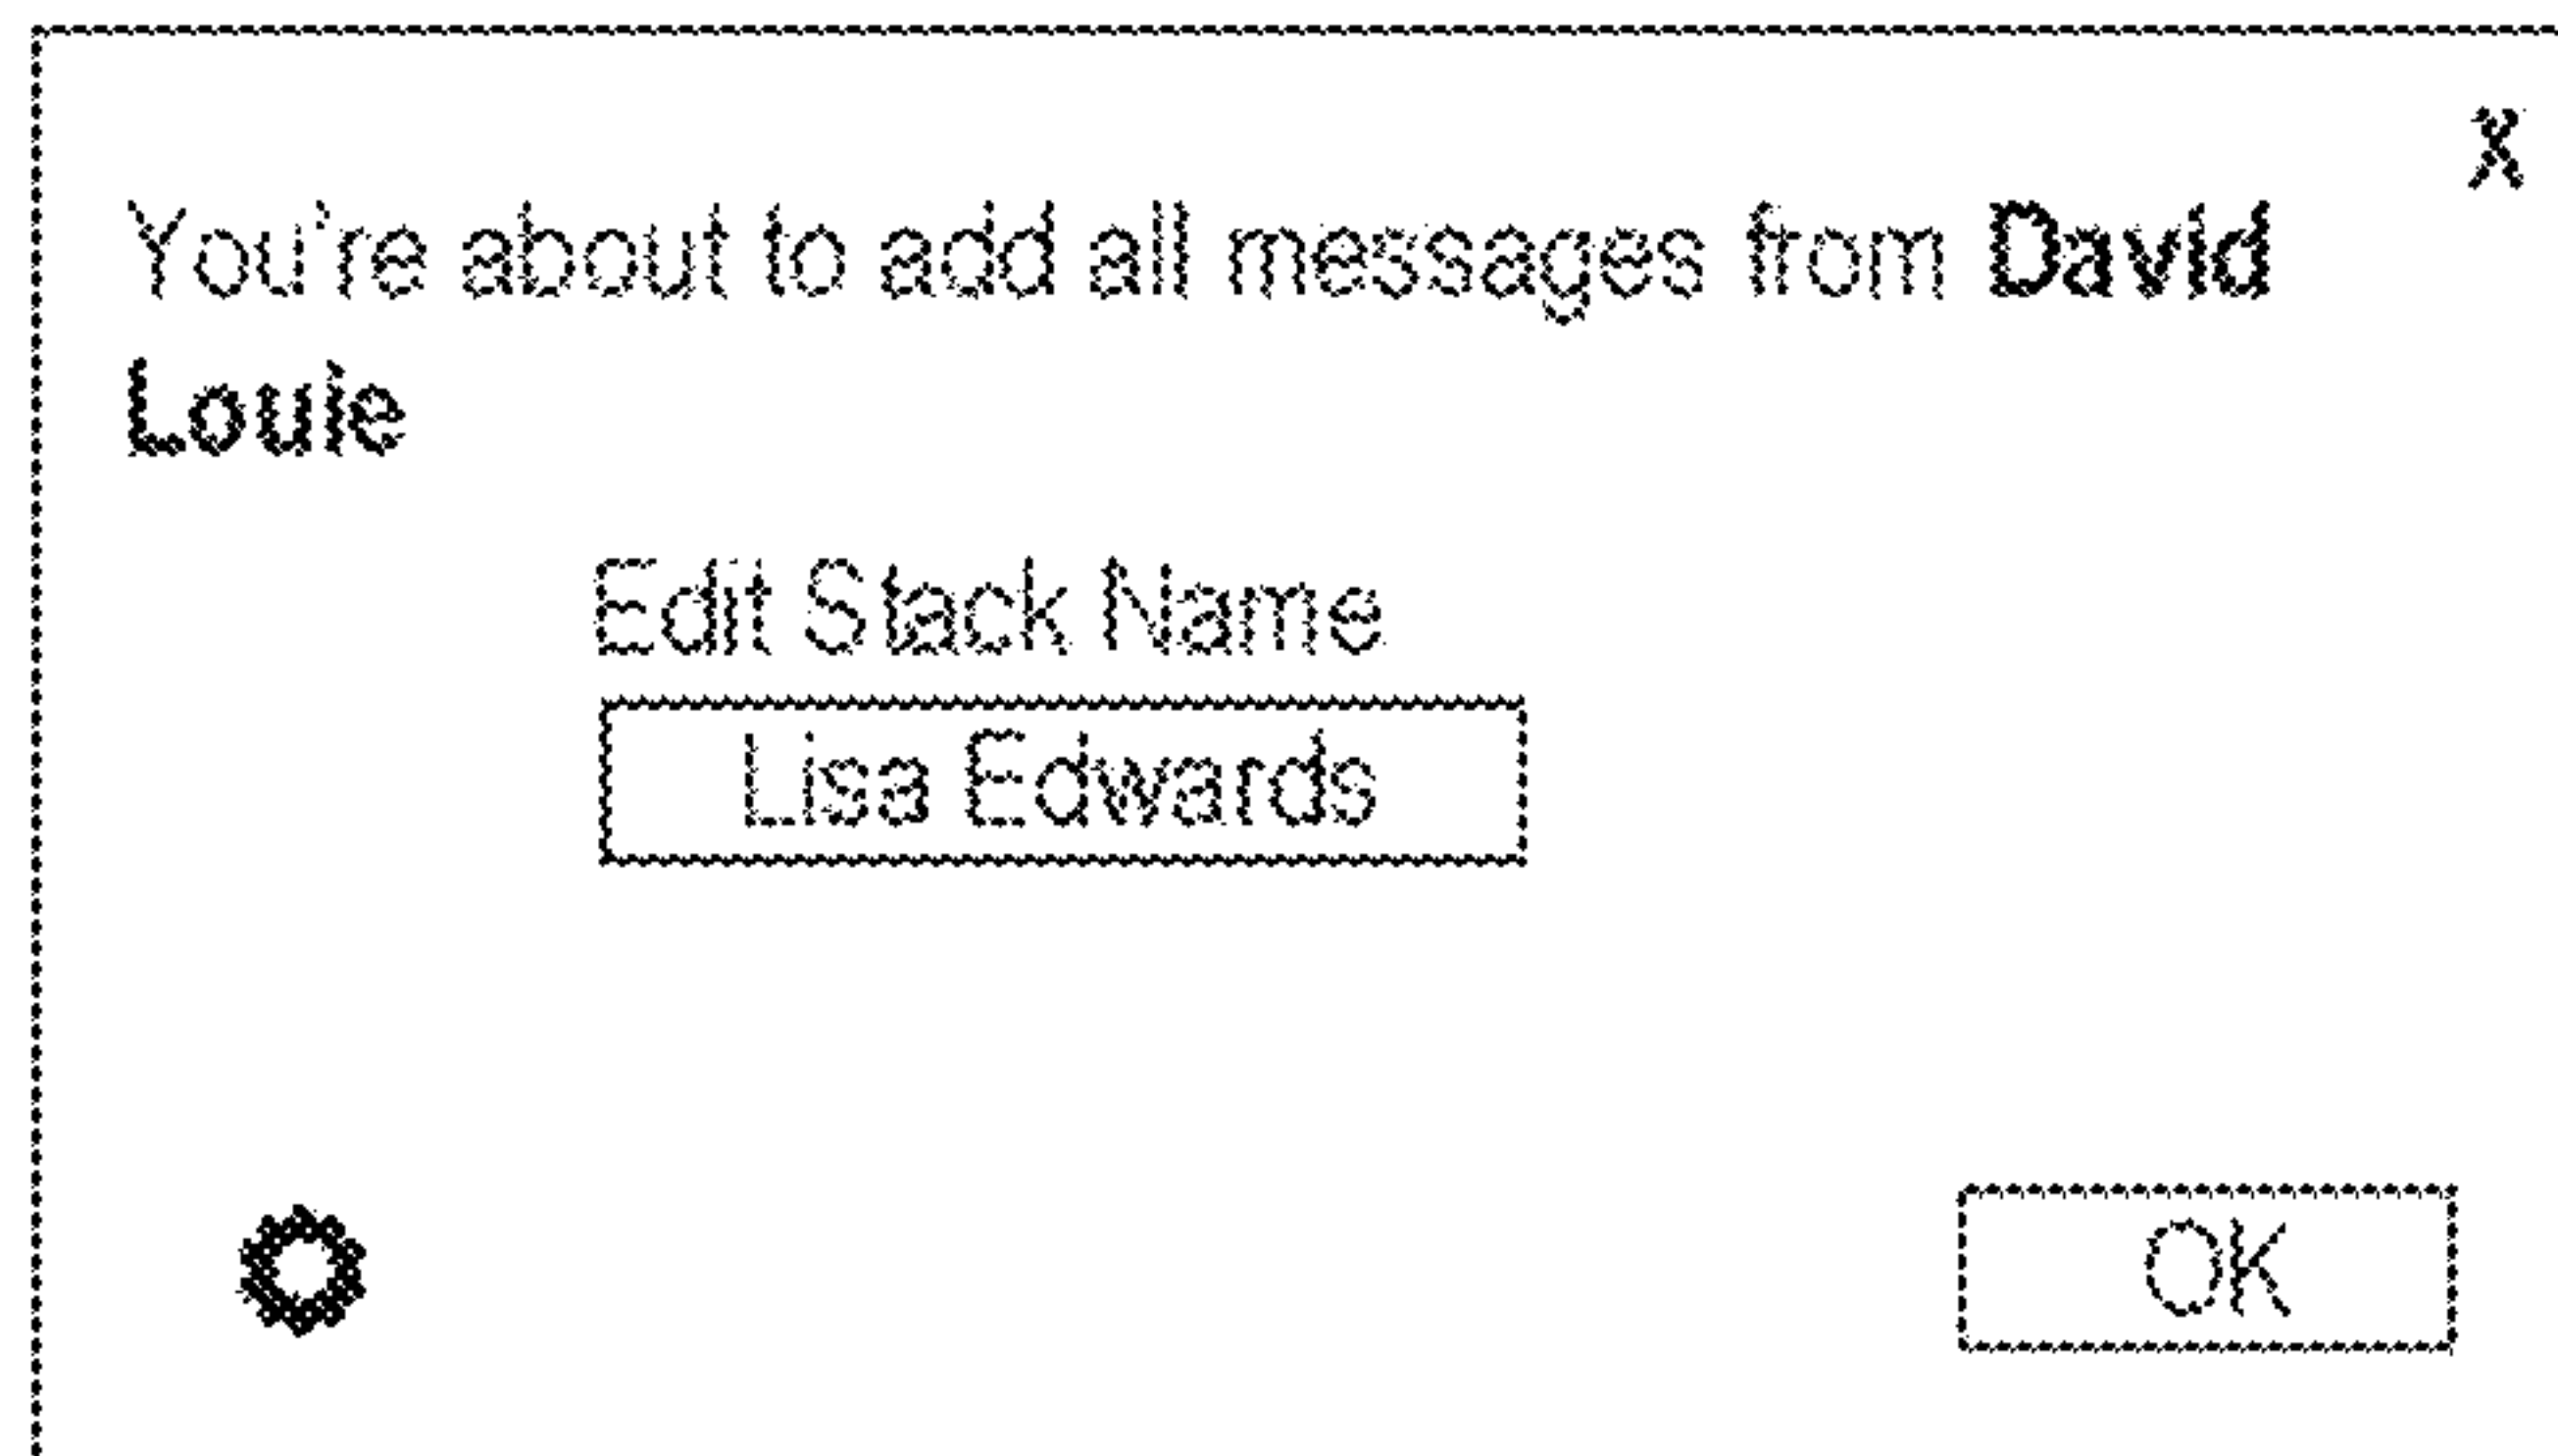 X
You're about to add all messages from David
Louie
Edit Stack Name
Lisa Edwards
OK